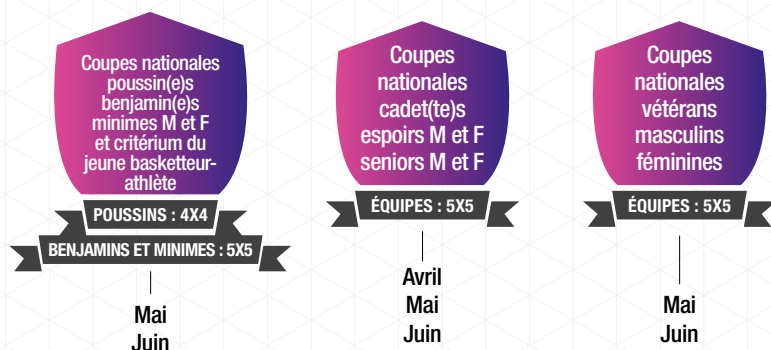 Coupes nationales
poussin(e)s
benjamin(e)s
minimes M et F
et critérium du
jeune basketteur-
athlète
POUSSINS : 4X4
BENJAMINS ET MINIMES : 5X5
Mai
Juin
Coupes
nationales
cadet(te)s
espoirs M et F
seniors M et F
ÉQUIPES : 5X5
Avril
Mai
Juin
Coupes
nationales
vétérans
masculins
féminines
ÉQUIPES : 5X5
Mai
Juin